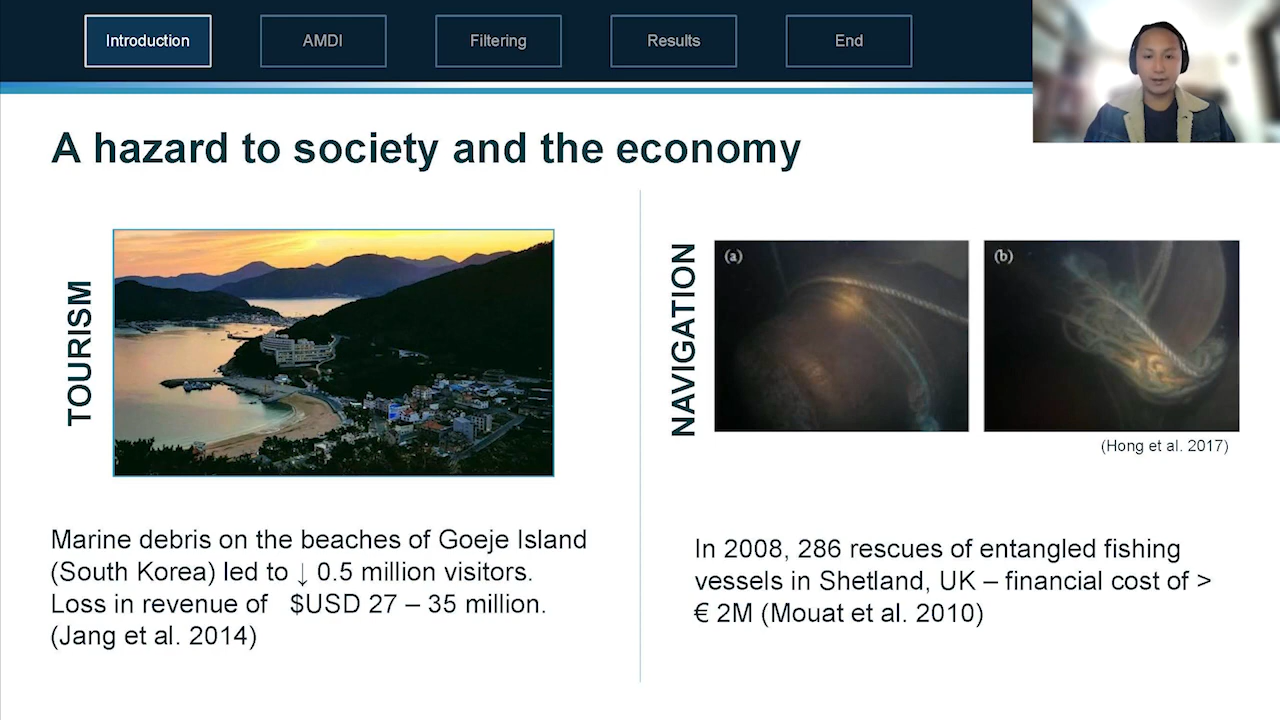 Introduction
AMDI
Filtering
Results
End
A hazard to society and the economy
TOURISM
Marine debris on the beaches of Goeje Island
(South Korea) led to ↓ 0.5 million visitors.
Loss in revenue of $USD 27 – 35 million.
(Jang et al. 2014)
NAVIGATION
(a)
(b)
(Hong et al. 2017)
In 2008, 286 rescues of entangled fishing
vessels in Shetland, UK – financial cost of >
€ 2M (Mouat et al. 2010)